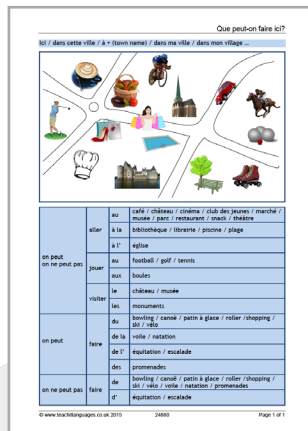 Que peut-on faire ici?
Ici / dans cette ville / à + (town name) / dans ma ville / dans mon village ...
on peut
on ne peut pas
aller
au
café / château / cinéma / club des jeunes / marché /
musée / parc / restaurant / snack / théâtre
à la
bibliothèque / librairie / piscine / plage
à l'
église
jouer
au
football / golf / tennis
aux
boules
visiter
le
château / musée
les
monuments
on peut
faire
du
bowling / canoë / patin à glace / roller /shopping /
ski / vélo
de la
voile / natation
de l'
équitation / escalade
des
promenades
on ne peut pas
faire
de
bowling / canoë / patin à glace / roller /shopping /
ski / vélo / voile / natation / promenades
d'
équitation / escalade
© www.teachitlanguages.co.uk 2015
24880
Page 1 of 1